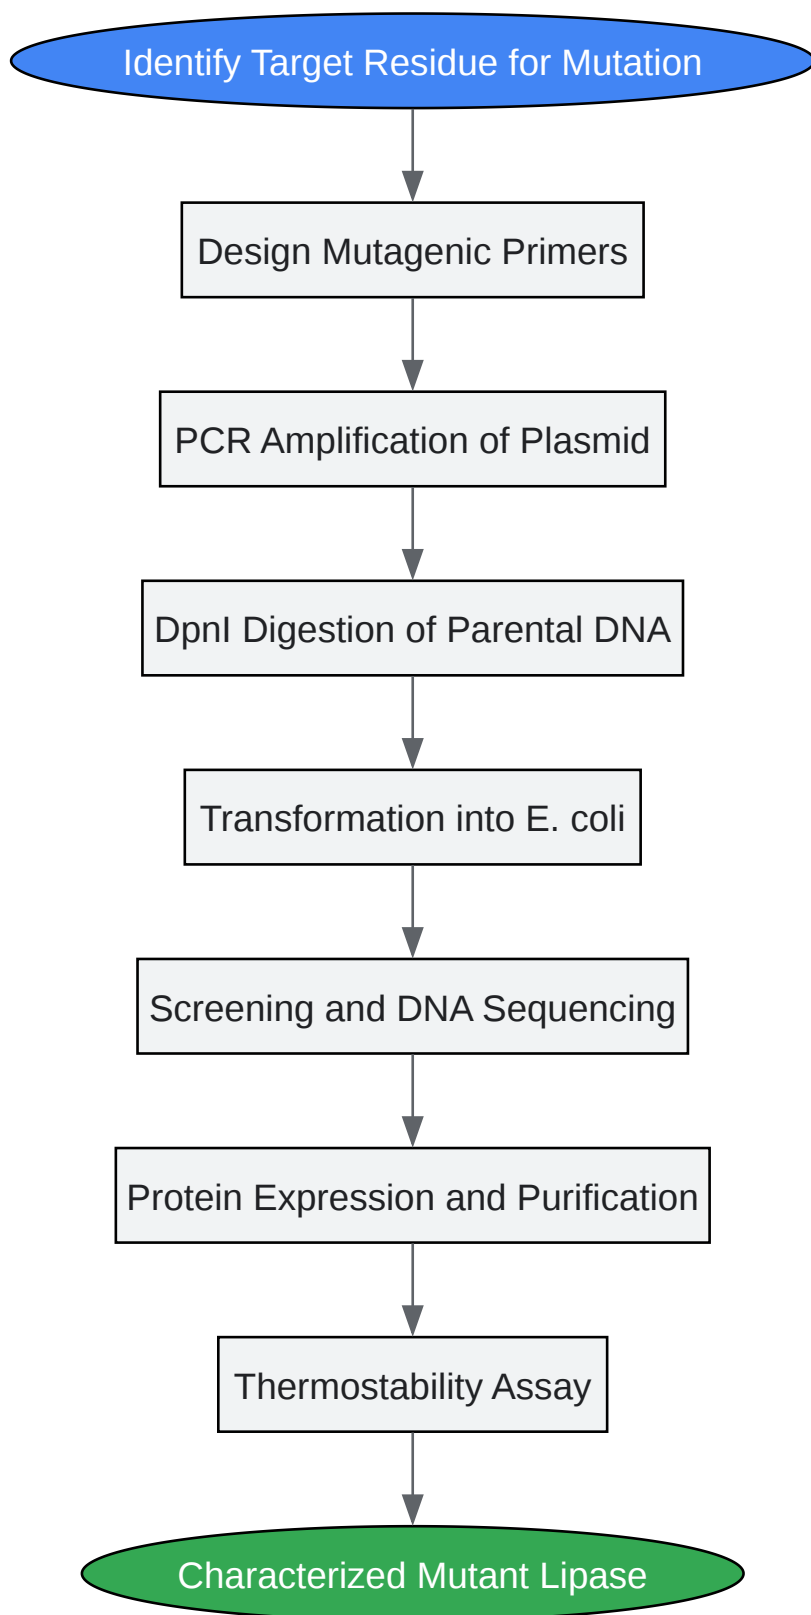 Identify Target Residue for Mutation
Design Mutagenic Primers
PCR Amplification of Plasmid
DpnI Digestion of Parental DNA
Transformation into E. coli
Screening and DNA Sequencing
Protein Expression and Purification
Thermostability Assay
Characterized Mutant Lipase